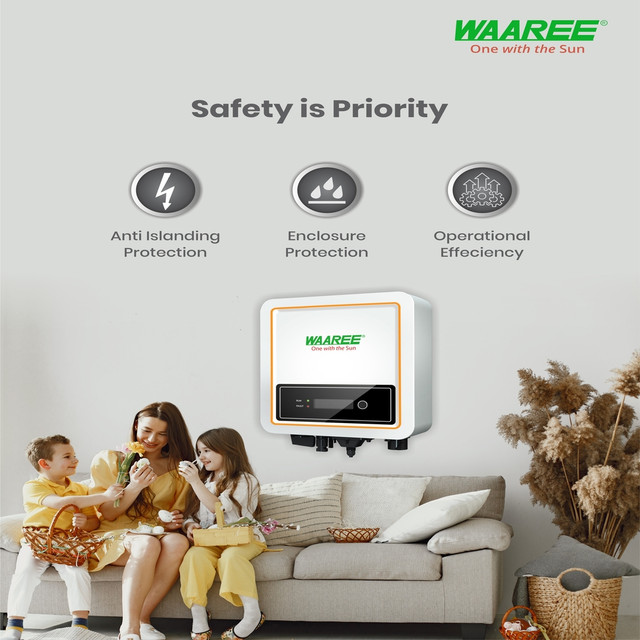 WAAREE®
One with the Sun
Safety is Priority
Anti Islanding
Protection
Enclosure
Protection
Operational
Effeciency
WAAREE®
One with the Sun